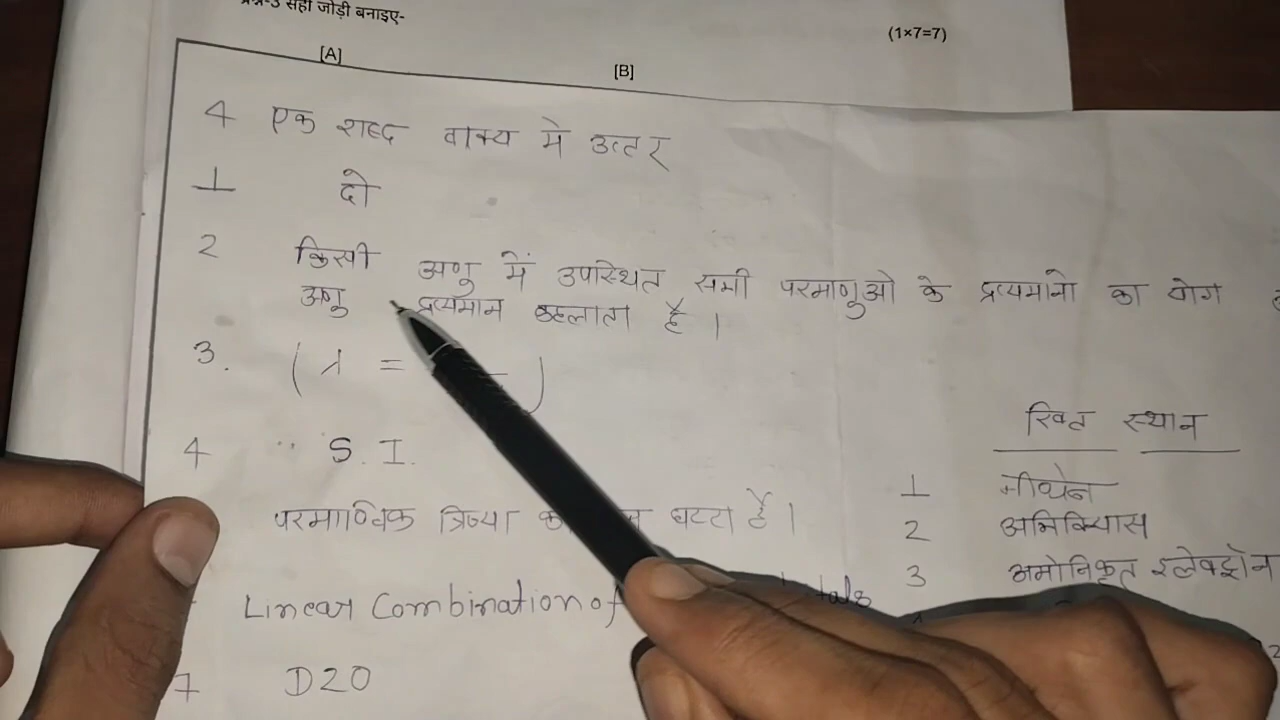 प्रश्न-3 सही जोड़ी बनाइए-
(1×7=7)
[A] [B]
4 एक शब्द वाक्य मे उत्तर
1 दो
2 किसी अणु में उपस्थित सभी परमाणुओ के द्रव्यमानो का योग
अणु द्रव्यमान कहलाता है।
3. ( λ = )
4 S. I.
परमाण्विक त्रिज्या घटता है।
Linear Combination of
7 D2O
रिक्त स्थान
1 नीयोन
2 अभिविन्यास
3 इलेक्ट्रॉन